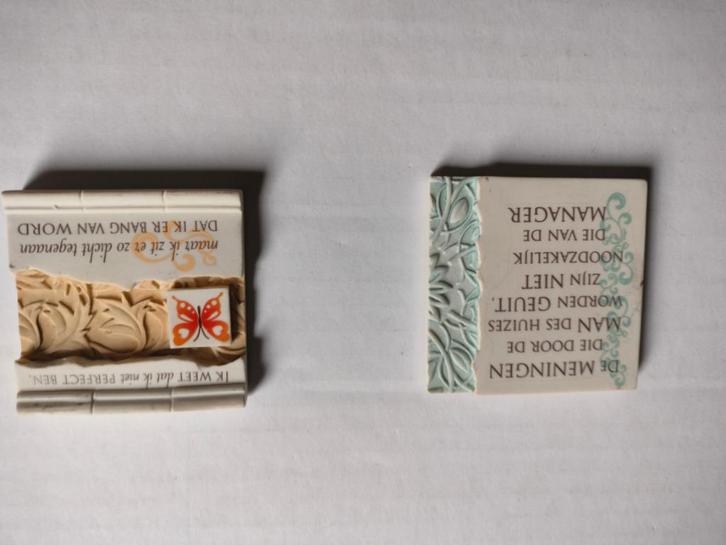 IK WEET dat ik niet PERFECT BEN,
maar ik zit er zo dicht tegenaan
DAT IK ER BANG VAN WORD
DE MENINGEN
DIE DOOR DE
MAN DES HUIZES
WORDEN GEUIT,
ZIJN NIET
NOODZAKELIJK
DIE VAN DE
MANAGER